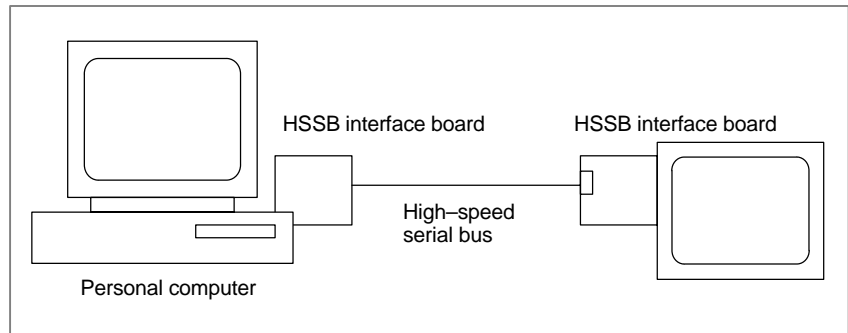 HSSB interface board
HSSB interface board
High–speed
serial bus
Personal computer